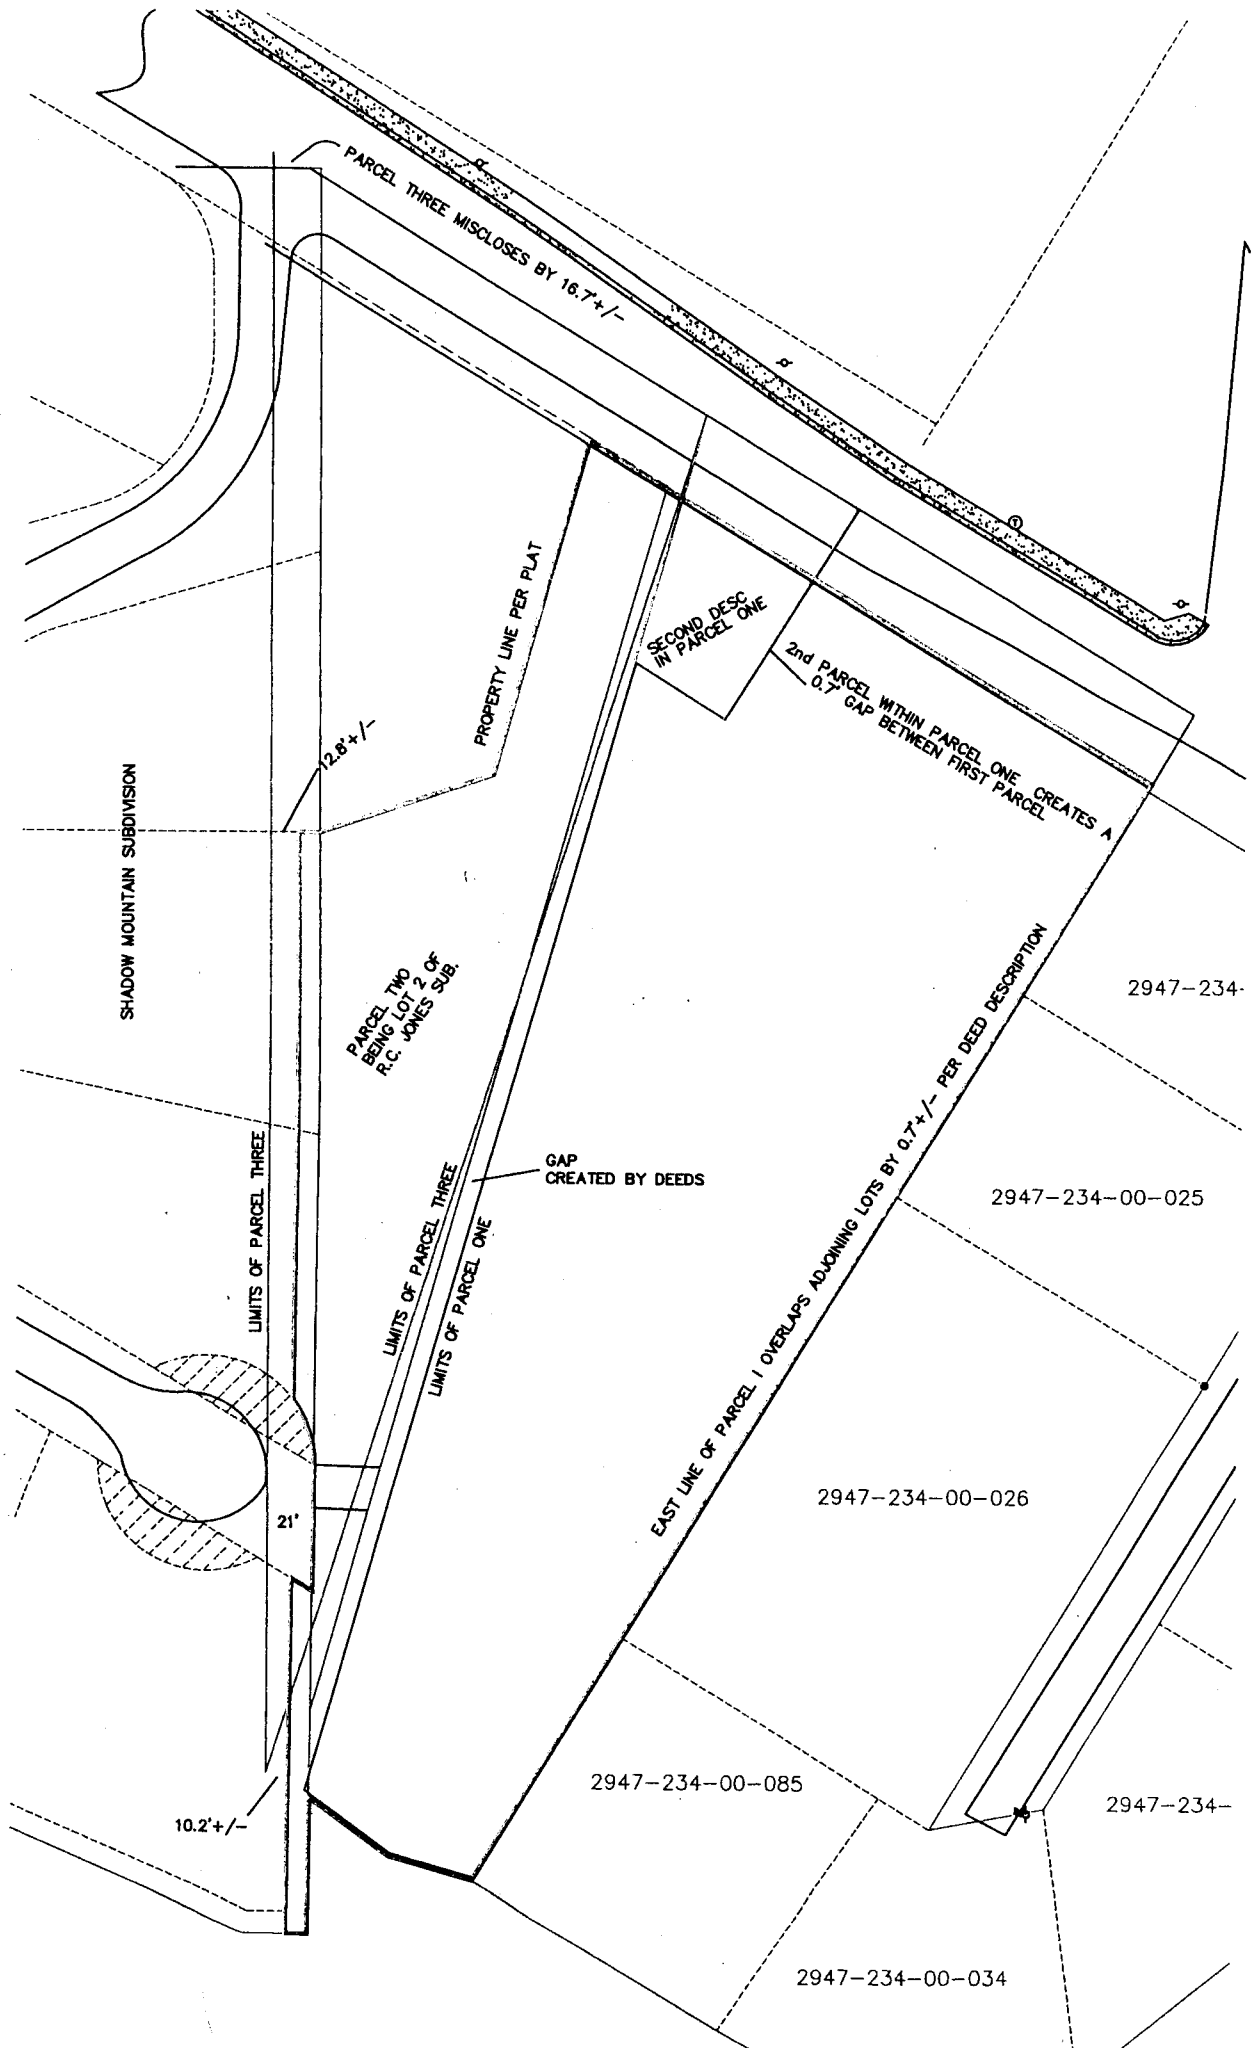 PARCEL THREE MISCLOSES BY 16.7'+/-
PROPERTY LINE PER PLAT
SECOND DESC
IN PARCEL ONE
2nd PARCEL WITHIN PARCEL ONE CREATES A
0.7' GAP BETWEEN FIRST PARCEL
12.8'+/-
SHADOW MOUNTAIN SUBDIVISION
PARCEL TWO
BEING LOT 2 OF
R.C. JONES SUB.
2947-234-
LIMITS OF PARCEL THREE
LIMITS OF PARCEL THREE
LIMITS OF PARCEL ONE
GAP
CREATED BY DEEDS
EAST LINE OF PARCEL 1 OVERLAPS ADJOINING LOTS BY 0.7'+/- PER DEED DESCRIPTION
2947-234-00-025
2947-234-00-026
21'
2947-234-00-085
2947-234-
10.2'+/-
2947-234-00-034